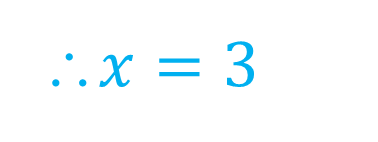 ∴ x = 3